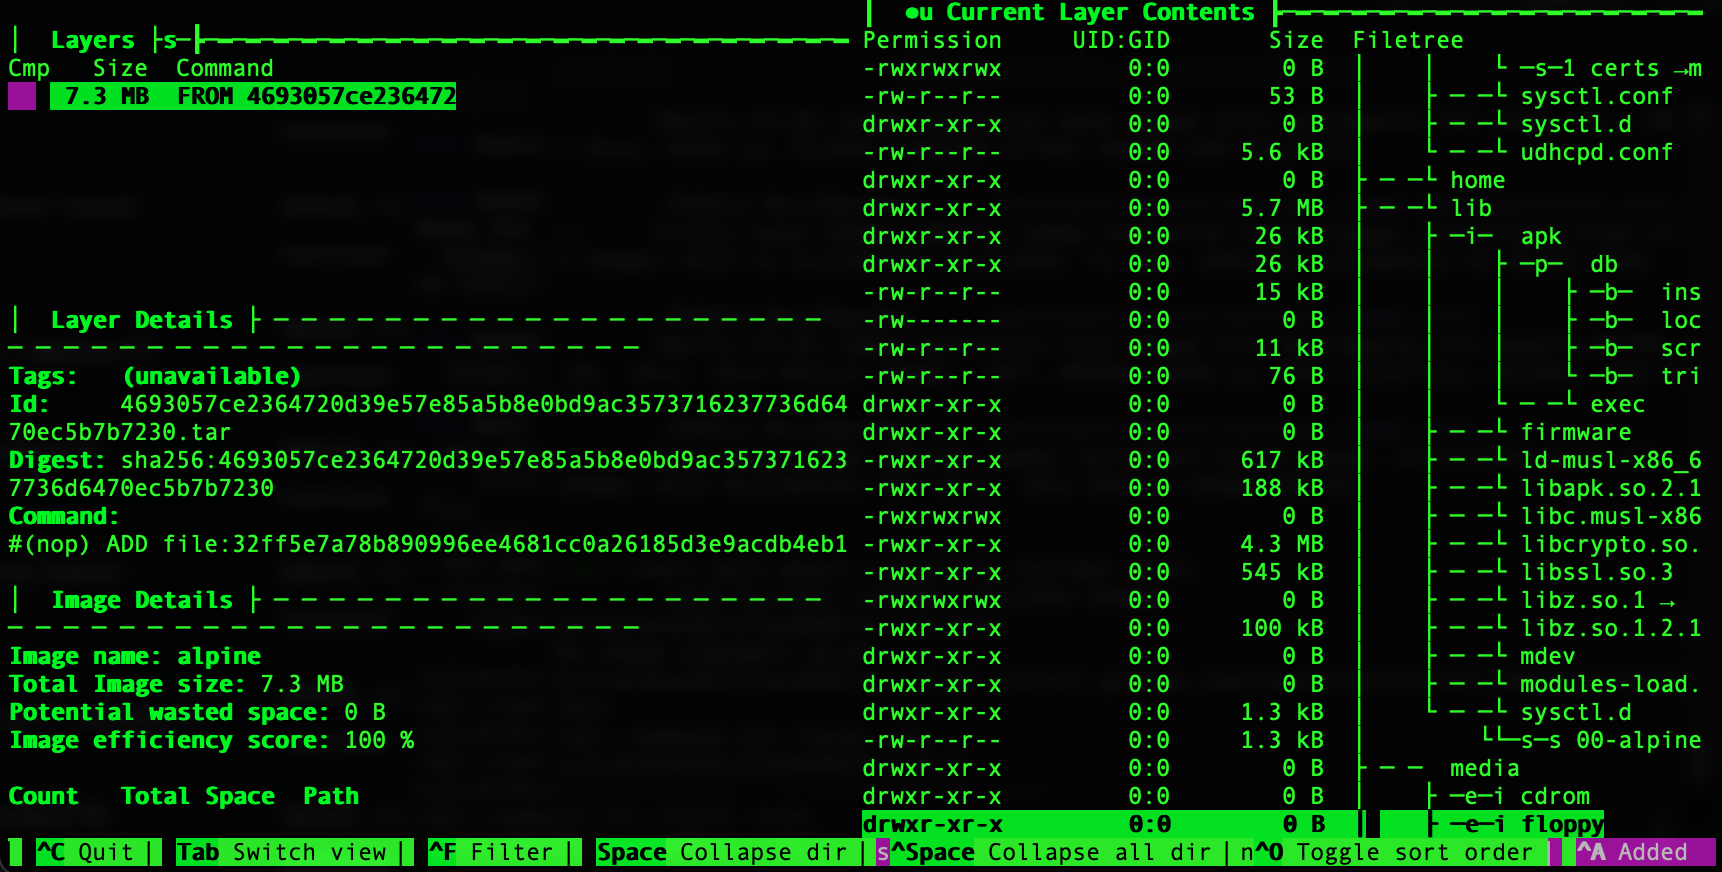 │ Layers ├s─├────────────────────────
Cmp   Size  Command
7.3 MB  FROM 4693057ce236472
│ Layer Details ├────────────────────
───────────────────────
Tags:   (unavailable)
Id:     4693057ce2364720d39e57e85a5b8e0bd9ac3573716237736d64
70ec5b7b7230.tar
Digest: sha256:4693057ce2364720d39e57e85a5b8e0bd9ac357371623
7736d6470ec5b7b7230
Command:
#(nop) ADD file:32ff5e7a78b890996ee4681cc0a26185d3e9acdb4eb1
│ Image Details ├────────────────────
───────────────────────
Image name: alpine
Total Image size: 7.3 MB
Potential wasted space: 0 B
Image efficiency score: 100 %
Count   Total Space  Path
│ ●u Current Layer Contents ├────────────────────
Permission     UID:GID       Size  Filetree
-rwxrwxrwx         0:0        0 B  │    │    └ ─s─1 certs →m
-rw-r--r--         0:0       53 B  │    ├ ─ ─└ sysctl.conf
drwxr-xr-x         0:0        0 B  │    ├ ─ ─└ sysctl.d
-rw-r--r--         0:0     5.6 kB  │    └ ─ ─└ udhcpd.conf
drwxr-xr-x         0:0        0 B  ├ ─ ─└ home
drwxr-xr-x         0:0     5.7 MB  ├ ─ ─└ lib
drwxr-xr-x         0:0      26 kB  │    ├ ─i─  apk
drwxr-xr-x         0:0      26 kB  │    │    ├ ─p─  db
-rw-r--r--         0:0      15 kB  │    │    │    ├ ─b─  ins
-rw-------         0:0        0 B  │    │    │    ├ ─b─  loc
-rw-r--r--         0:0      11 kB  │    │    │    ├ ─b─  scr
-rw-r--r--         0:0       76 B  │    │    │    └ ─b─  tri
drwxr-xr-x         0:0        0 B  │    │    └ ─ ─└ exec
drwxr-xr-x         0:0        0 B  │    ├ ─ ─└ firmware
-rwxr-xr-x         0:0     617 kB  │    ├ ─ ─└ ld-musl-x86_6
-rwxr-xr-x         0:0     188 kB  │    ├ ─ ─└ libapk.so.2.1
-rwxrwxrwx         0:0        0 B  │    ├ ─ ─└ libc.musl-x86
-rwxr-xr-x         0:0     4.3 MB  │    ├ ─ ─└ libcrypto.so.
-rwxr-xr-x         0:0     545 kB  │    ├ ─ ─└ libssl.so.3
-rwxrwxrwx         0:0        0 B  │    ├ ─ ─└ libz.so.1 →
-rwxr-xr-x         0:0     100 kB  │    ├ ─ ─└ libz.so.1.2.1
drwxr-xr-x         0:0        0 B  │    ├ ─ ─└ mdev
drwxr-xr-x         0:0        0 B  │    ├ ─ ─└ modules-load.
drwxr-xr-x         0:0     1.3 kB  │    └ ─ ─└ sysctl.d
-rw-r--r--         0:0     1.3 kB  │        └└─s─s 00-alpine
drwxr-xr-x         0:0        0 B  ├ ─ ─  media
drwxr-xr-x         0:0        0 B  │    ├ ─e─i cdrom
drwxr-xr-x         0:0        0 B  │    ├ ─e─i floppy
^C Quit | Tab Switch view | ^F Filter | Space Collapse dir |s^Space Collapse all dir |n^O Toggle sort order | ^A Added